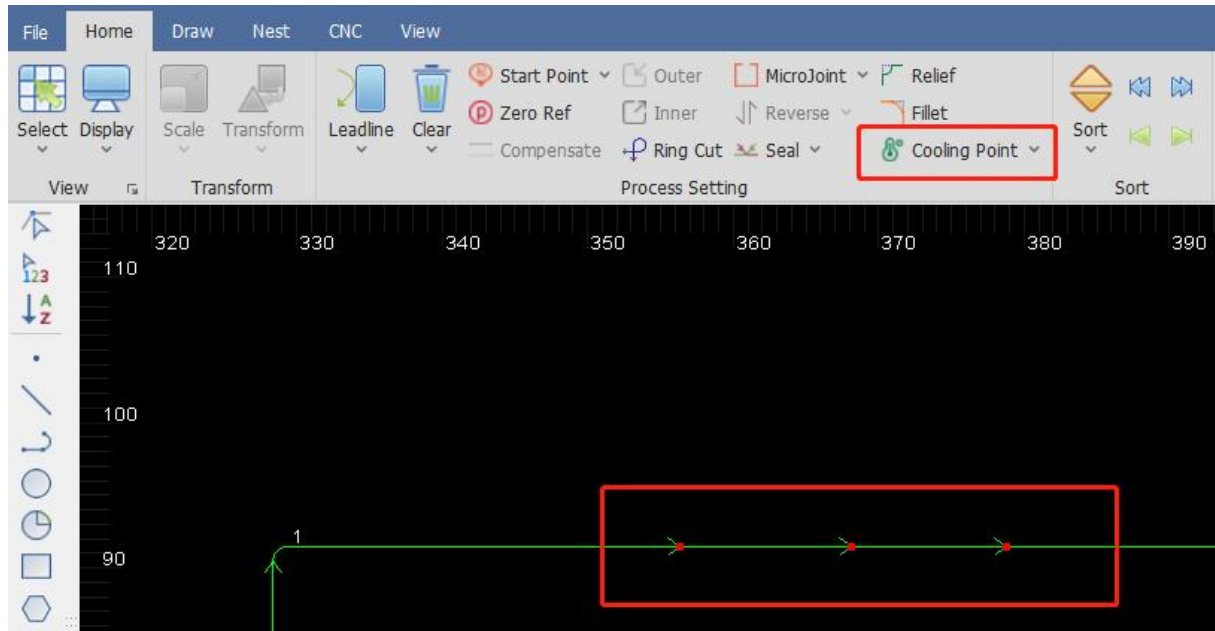 File Home Draw Nest CNC View
Start Point Outer MicroJoint Relief
Zero Ref Inner Reverse Fillet
Select Display Scale Transform Leadline Clear Sort
Compensate Ring Cut Seal Cooling Point
View Transform Process Setting Sort
320 330 340 350 360 370 380 390
123
110
A
Z
100
1
90